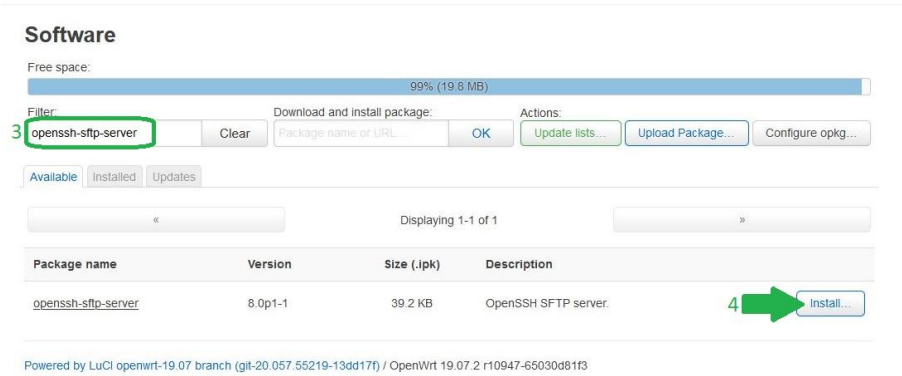 Software
Free space:
99% (19.8 MB)
Filter: Download and install package: Actions:
3 openssh-sftp-server Clear Package name or URL... OK Update lists... Upload Package... Configure opkg...
Available Installed Updates
« Displaying 1-1 of 1 »
Package name Version Size (.ipk) Description
openssh-sftp-server 8.0p1-1 39.2 KB OpenSSH SFTP server. 4 Install...
Powered by LuCI openwrt-19.07 branch (git-20.057.55219-13dd17f) / OpenWrt 19.07.2 r10947-65030d81f3